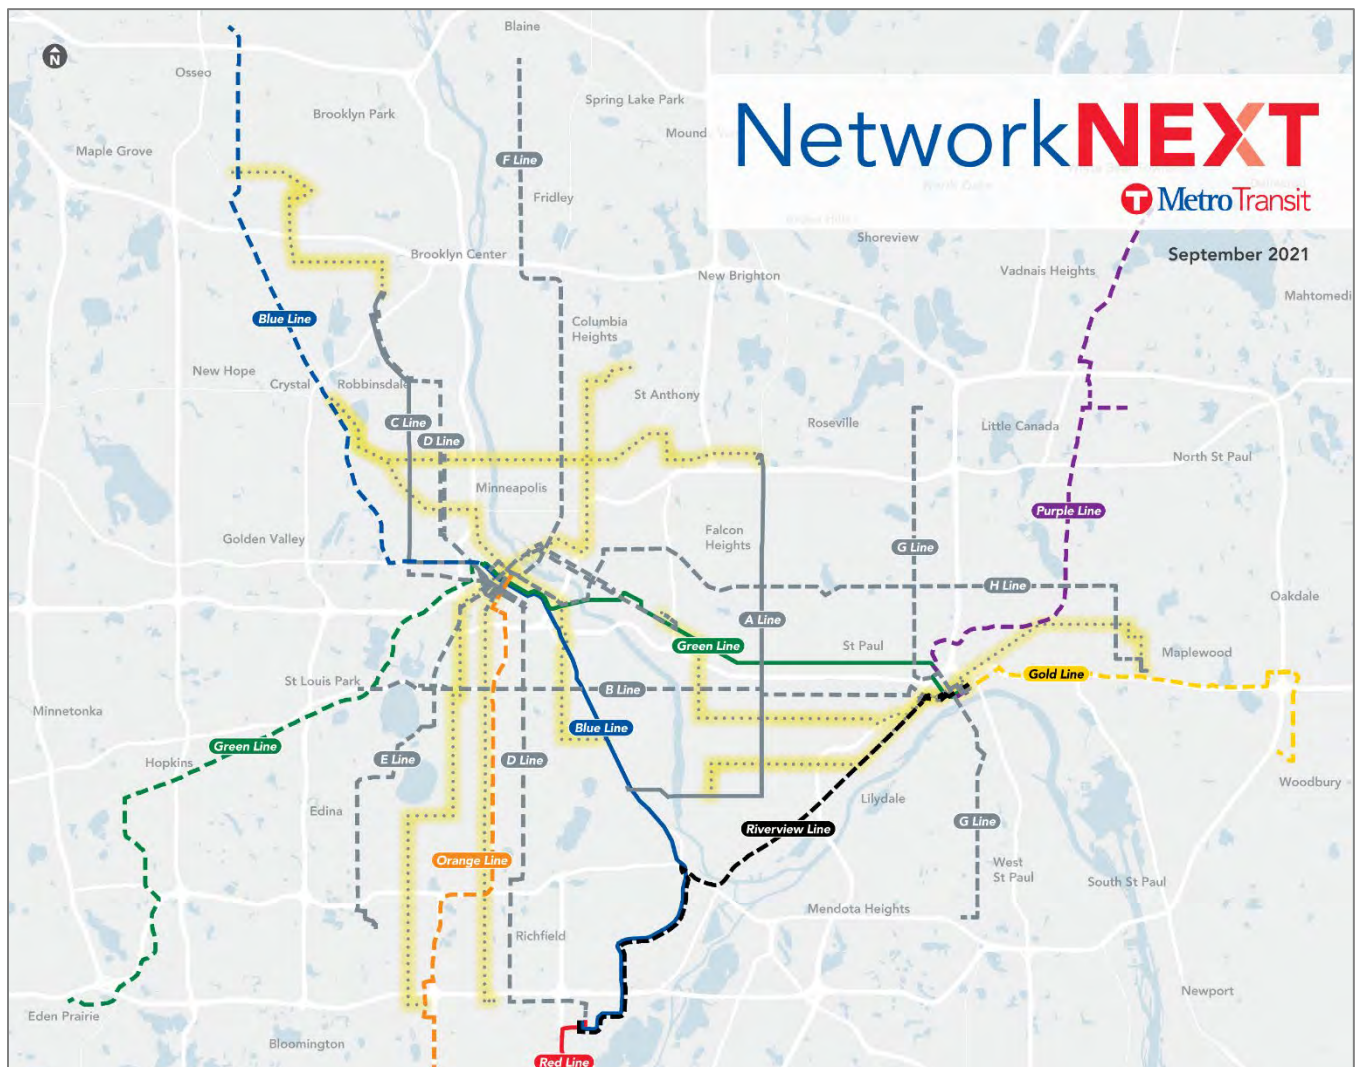 N
Blaine
Osseo
Spring Lake Park
Brooklyn Park
Mound
NetworkNEXT
Maple Grove
F Line
Fridley
T MetroTransit
Shoreview
September 2021
Brooklyn Center
New Brighton
Vadnais Heights
Mahtomedi
Blue Line
Columbia
Heights
New Hope
Crystal
Robbinsdale
St Anthony
C Line
D Line
Roseville
Little Canada
North St Paul
Minneapolis
Purple Line
Golden Valley
Falcon
Heights
G Line
H Line
Oakdale
A Line
Green Line
St Paul
Maplewood
St Louis Park
B Line
Gold Line
Minnetonka
Blue Line
Green Line
E Line
D Line
Hopkins
Woodbury
Edina
Lilydale
G Line
Riverview Line
Orange Line
West
St Paul
South St Paul
Mendota Heights
Richfield
Newport
Eden Prairie
Bloomington
Red Line